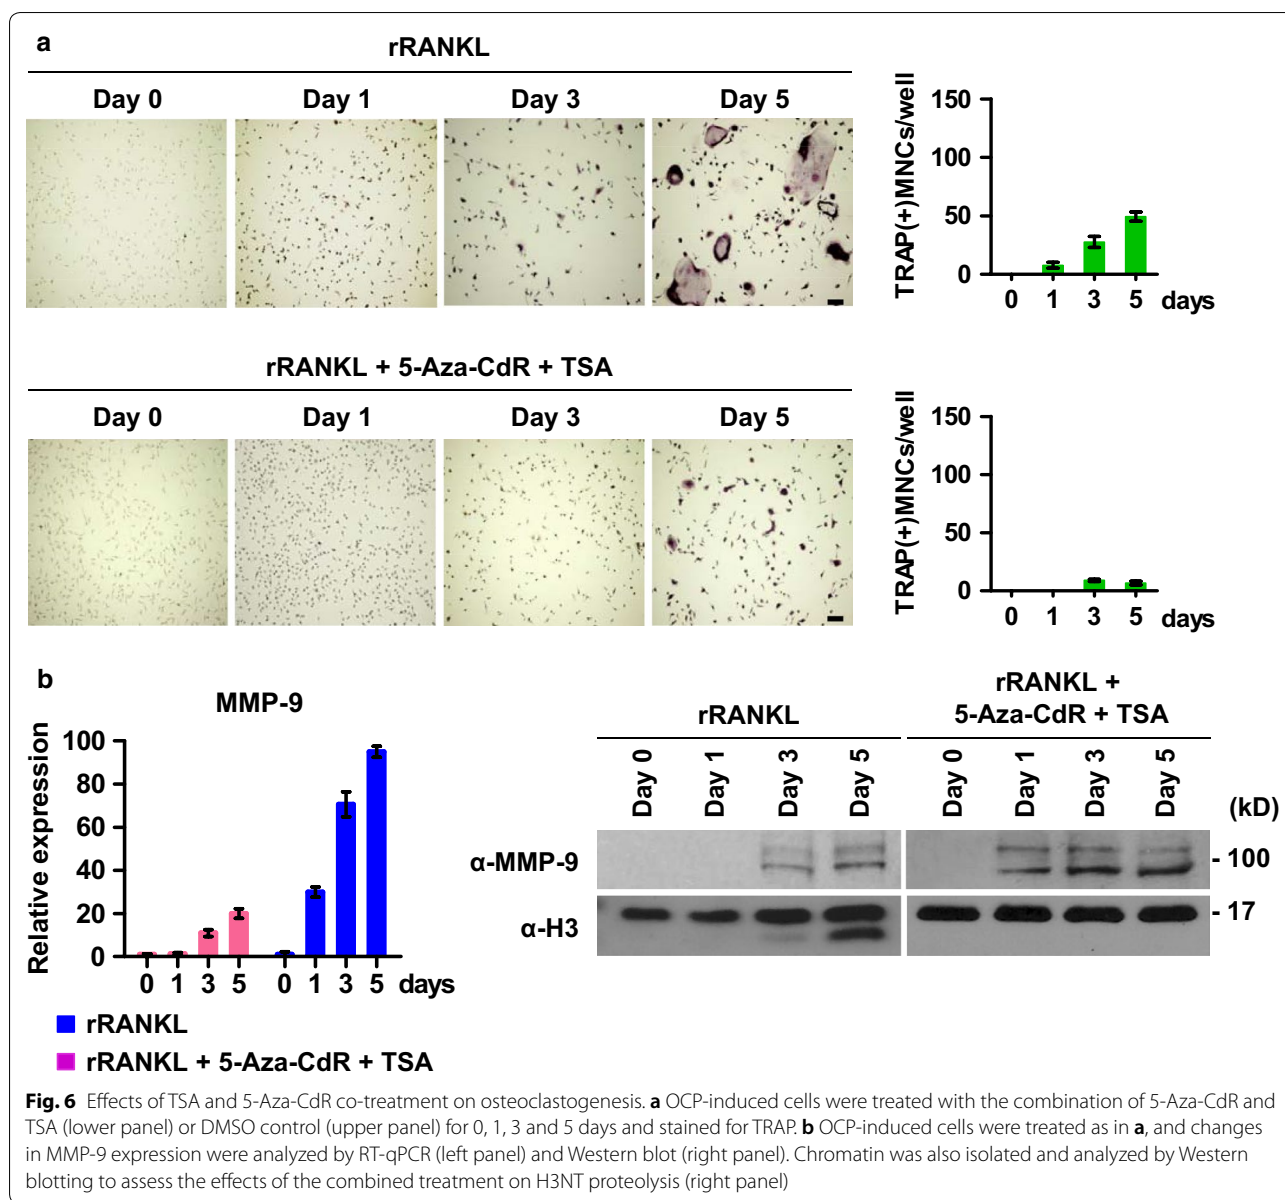 a
rRANKL
Day 0 Day 1 Day 3 Day 5
TRAP(+)MNCs/well
150
100
50
0
0 1 3 5 days
rRANKL + 5-Aza-CdR + TSA
Day 0 Day 1 Day 3 Day 5
TRAP(+)MNCs/well
150
100
50
0
0 1 3 5 days
b
MMP-9
Relative expression
100
80
60
40
20
0
0 1 3 5 0 1 3 5 days
rRANKL
rRANKL + 5-Aza-CdR + TSA
rRANKL
rRANKL +
5-Aza-CdR + TSA
Day 0 Day 1 Day 3 Day 5 Day 0 Day 1 Day 3 Day 5
(kD)
α-MMP-9
- 100
α-H3
- 17
Fig. 6 Effects of TSA and 5-Aza-CdR co-treatment on osteoclastogenesis. a OCP-induced cells were treated with the combination of 5-Aza-CdR and
TSA (lower panel) or DMSO control (upper panel) for 0, 1, 3 and 5 days and stained for TRAP. b OCP-induced cells were treated as in a, and changes
in MMP-9 expression were analyzed by RT-qPCR (left panel) and Western blot (right panel). Chromatin was also isolated and analyzed by Western
blotting to assess the effects of the combined treatment on H3NT proteolysis (right panel)